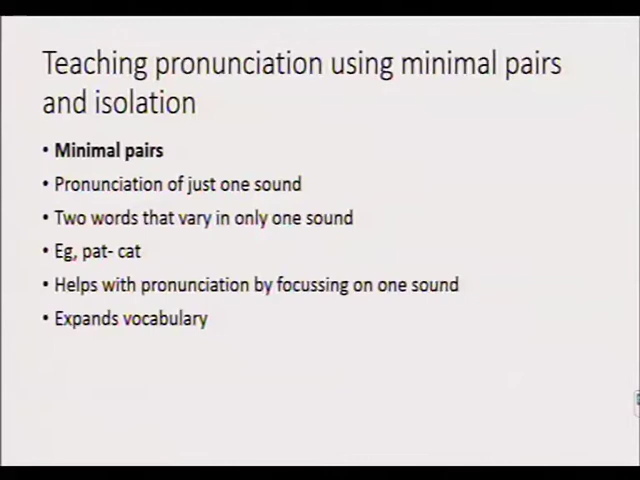 Teaching pronunciation using minimal pairs
and isolation
• Minimal pairs
• Pronunciation of just one sound
• Two words that vary in only one sound
• Eg, pat- cat
• Helps with pronunciation by focussing on one sound
• Expands vocabulary